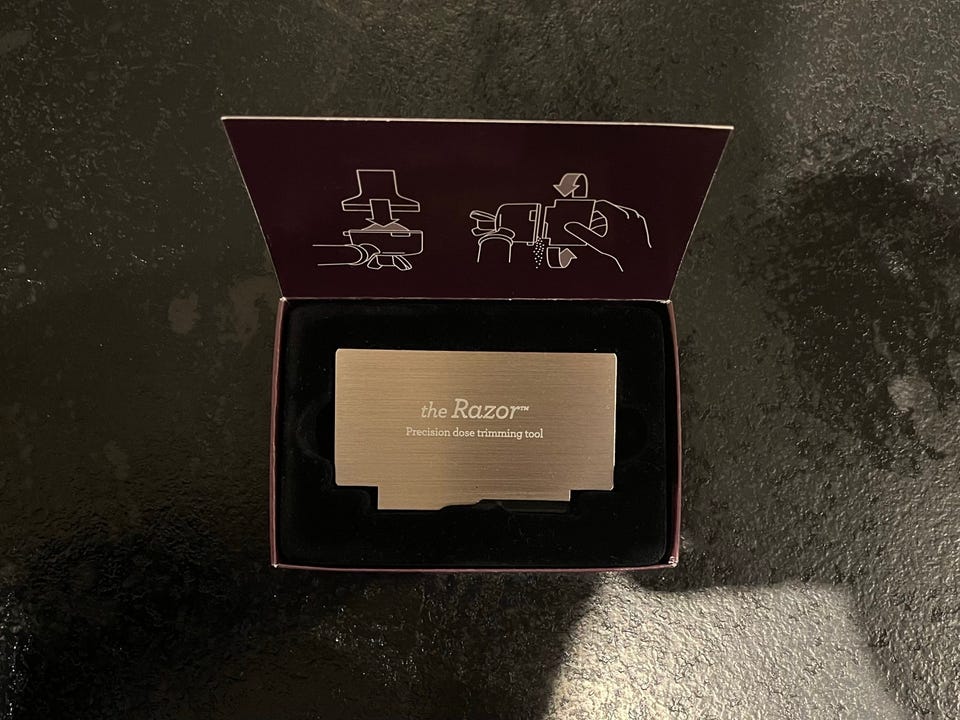 the Razor™
Precision dose trimming tool